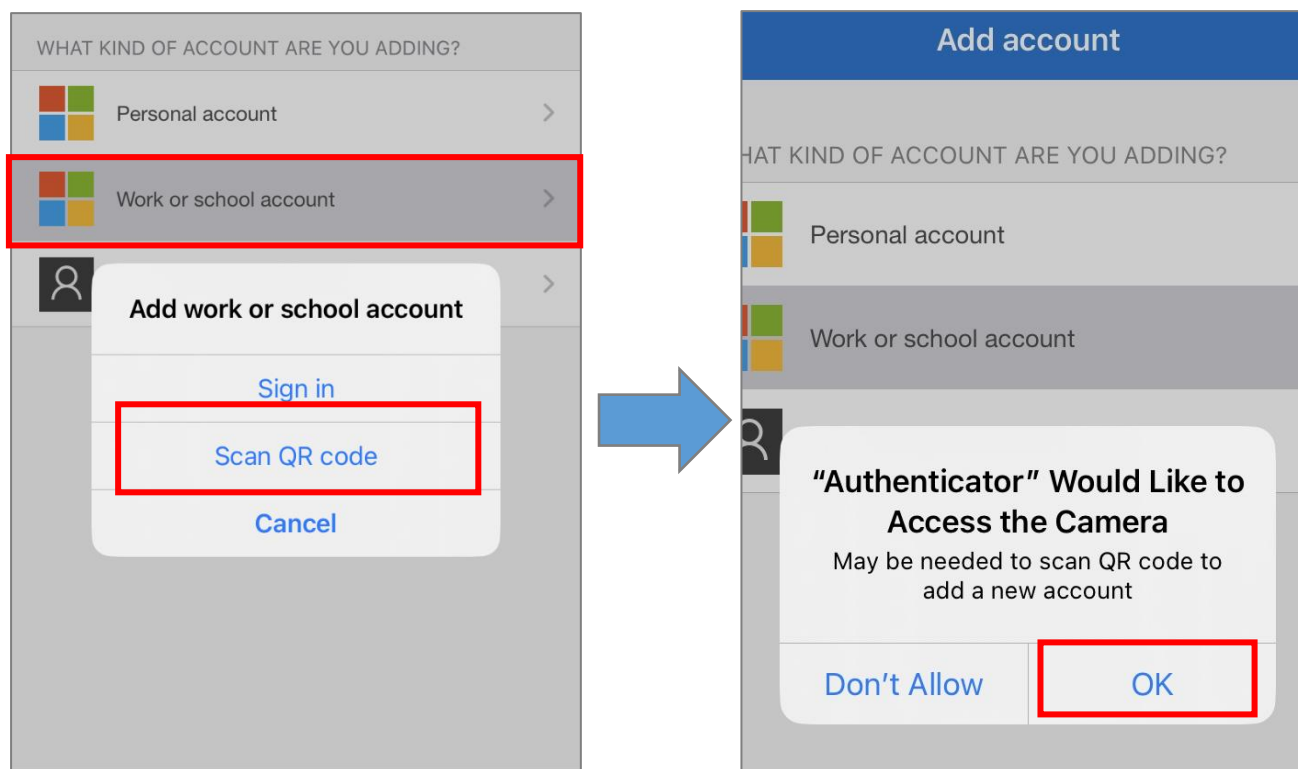 WHAT KIND OF ACCOUNT ARE YOU ADDING?
Personal account
Work or school account
Add work or school account
Sign in
Scan QR code
Cancel
Add account
HAT KIND OF ACCOUNT ARE YOU ADDING?
Personal account
Work or school account
“Authenticator” Would Like to
Access the Camera
May be needed to scan QR code to
add a new account
Don’t Allow
OK